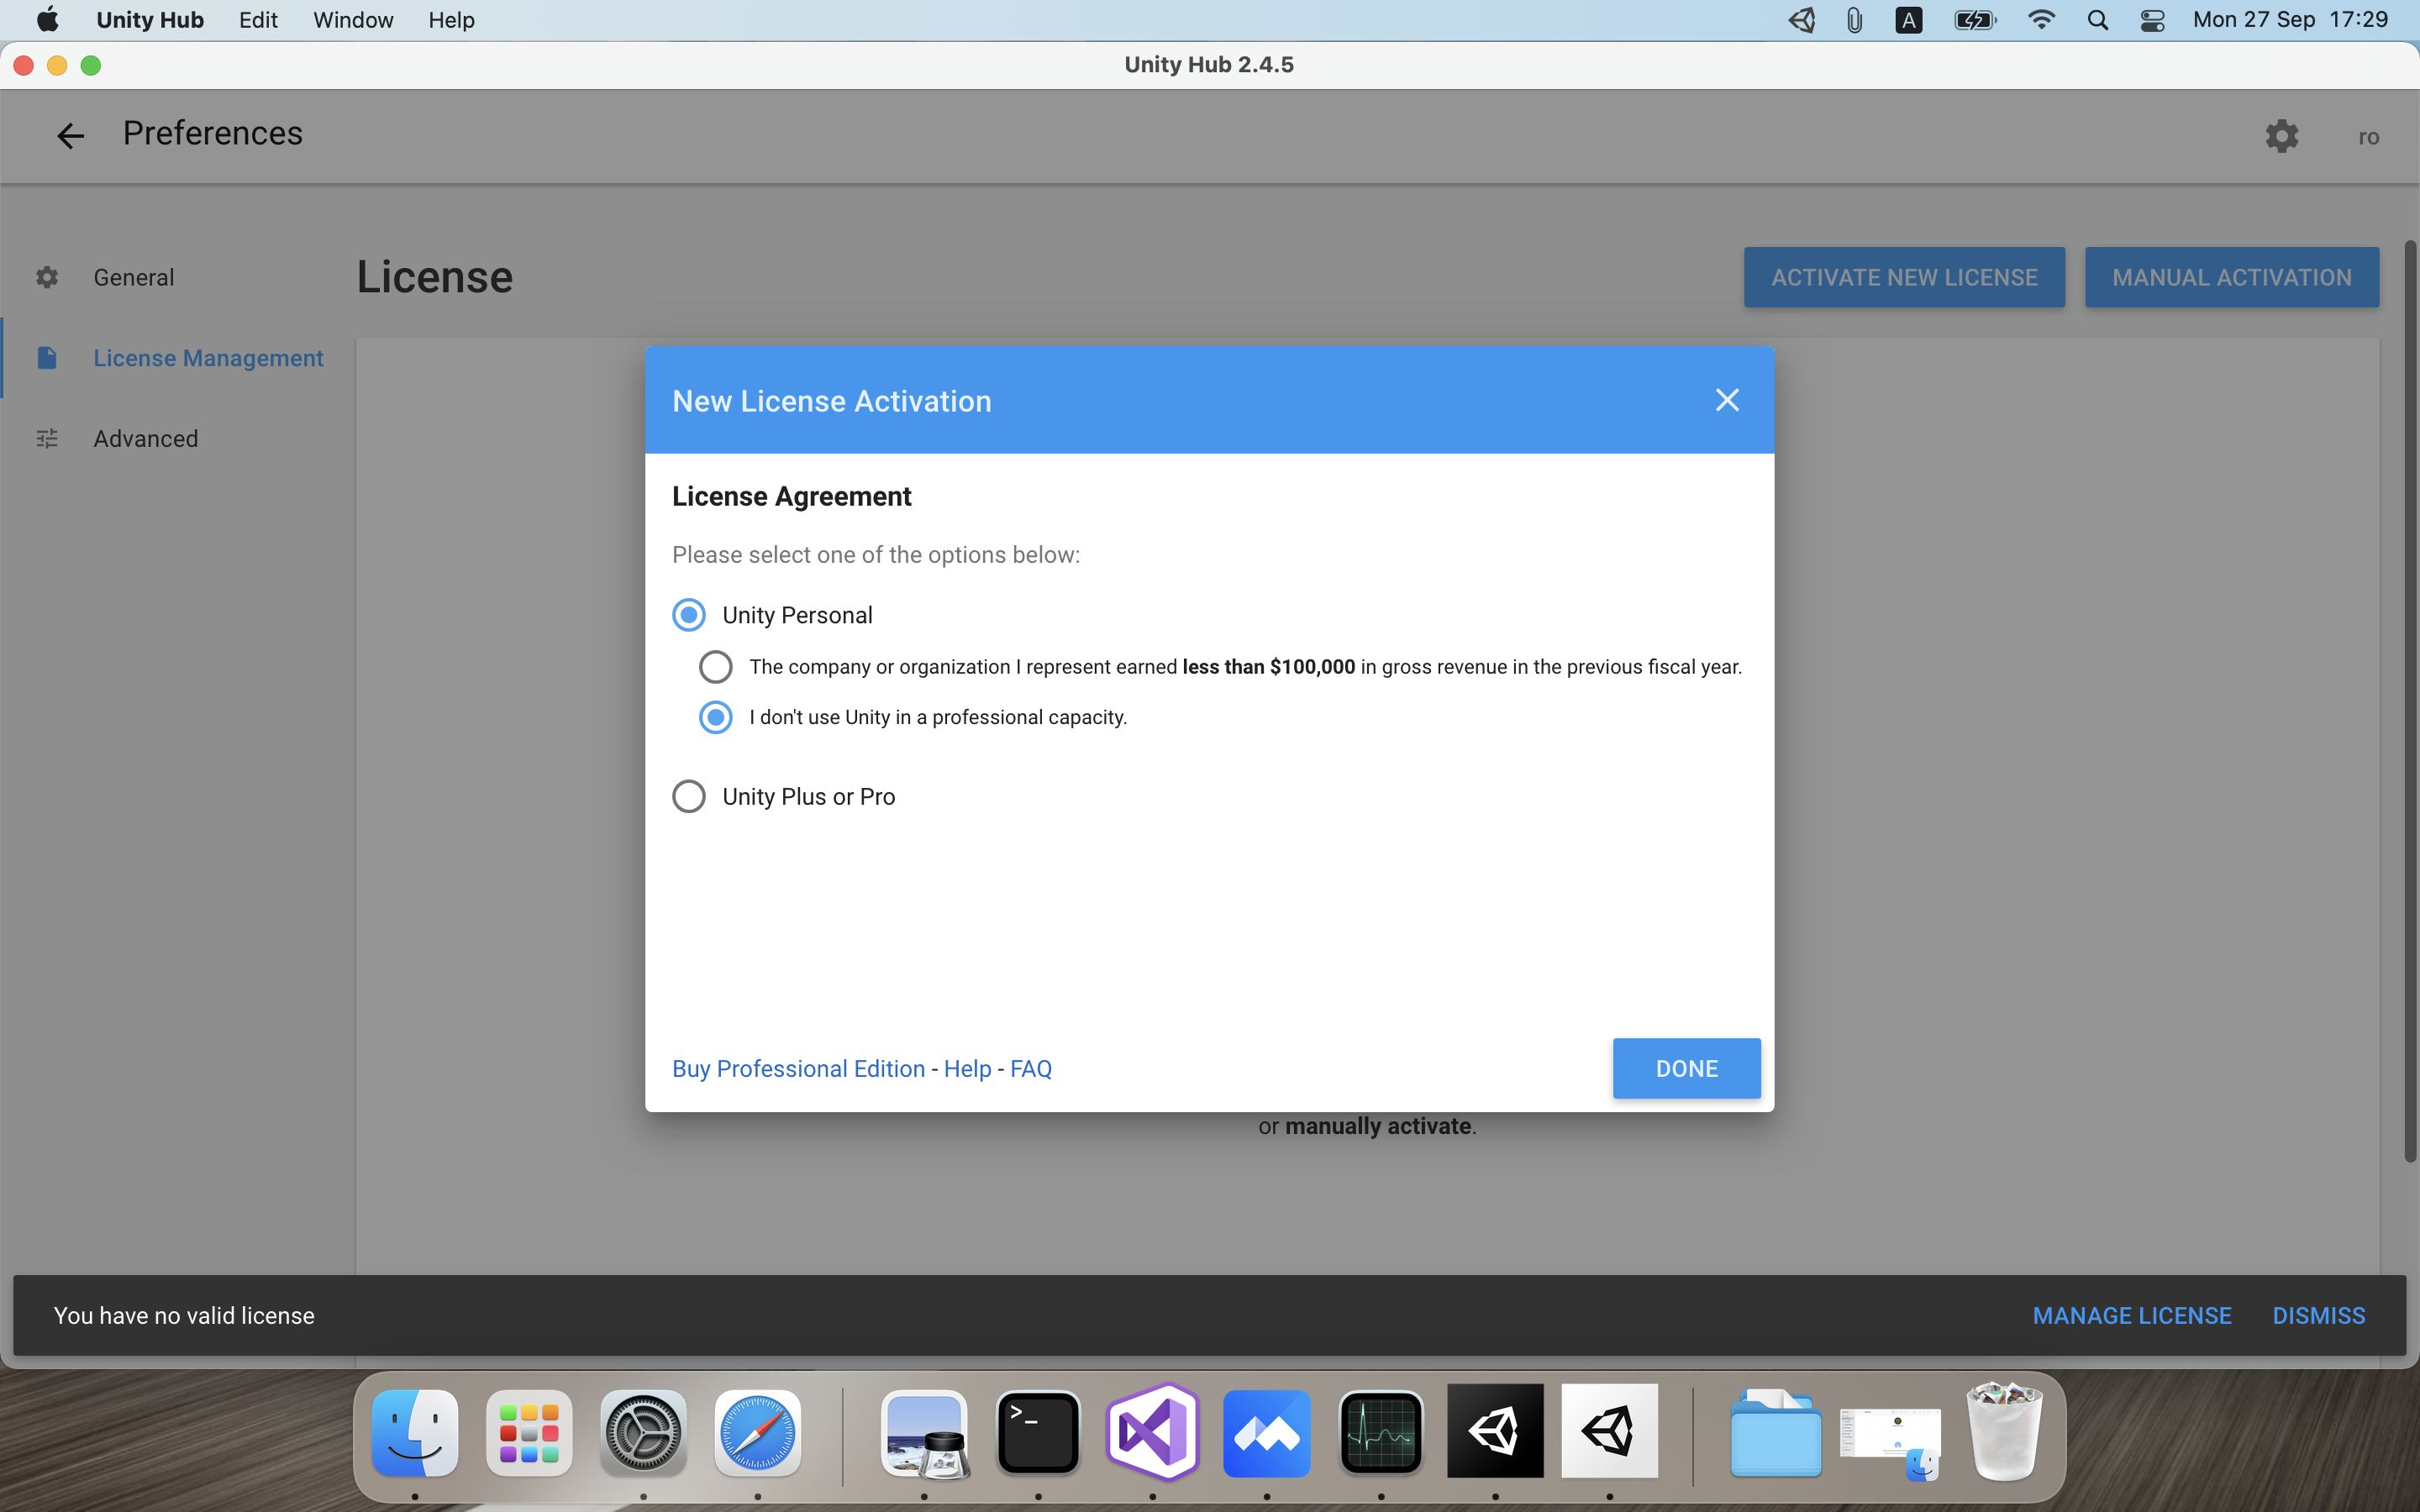 Unity Hub Edit Window Help
A
Mon 27 Sep 17:29
Unity Hub 2.4.5
Preferences
ro
General
License
ACTIVATE NEW LICENSE
MANUAL ACTIVATION
License Management
Advanced
New License Activation
License Agreement
Please select one of the options below:
Unity Personal
The company or organization I represent earned less than $100,000 in gross revenue in the previous fiscal year.
I don't use Unity in a professional capacity.
Unity Plus or Pro
Buy Professional Edition - Help - FAQ
DONE
or manually activate.
You have no valid license
MANAGE LICENSE
DISMISS